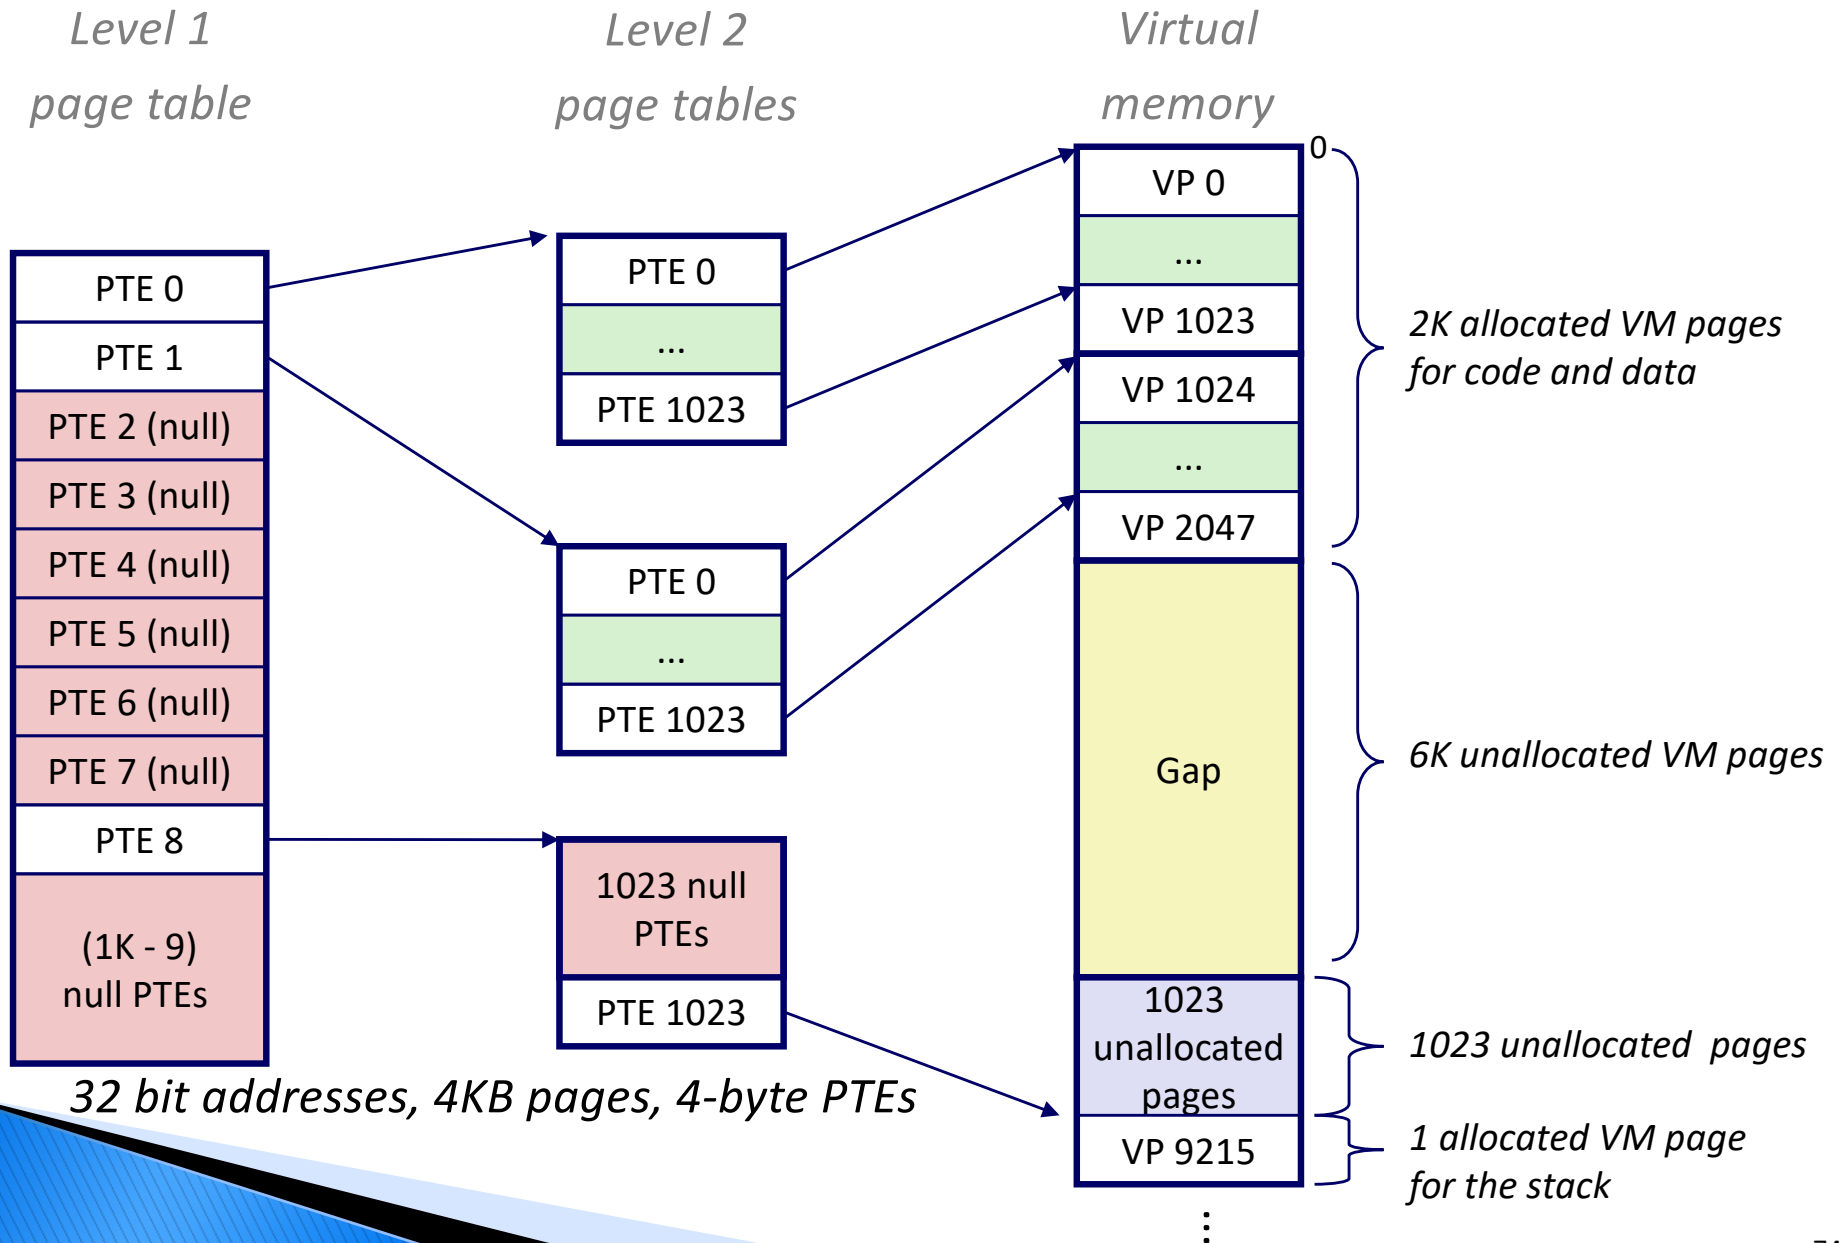 Level 1
page table
Level 2
page tables
Virtual
memory
PTE 0
PTE 1
PTE 2 (null)
PTE 3 (null)
PTE 4 (null)
PTE 5 (null)
PTE 6 (null)
PTE 7 (null)
PTE 8
(1K - 9)
null PTEs
PTE 0
...
PTE 1023
PTE 0
...
PTE 1023
1023 null
PTEs
PTE 1023
0
VP 0
...
VP 1023
VP 1024
...
VP 2047
Gap
1023
unallocated
pages
VP 9215
2K allocated VM pages
for code and data
6K unallocated VM pages
1023 unallocated  pages
1 allocated VM page
for the stack
32 bit addresses, 4KB pages, 4-byte PTEs